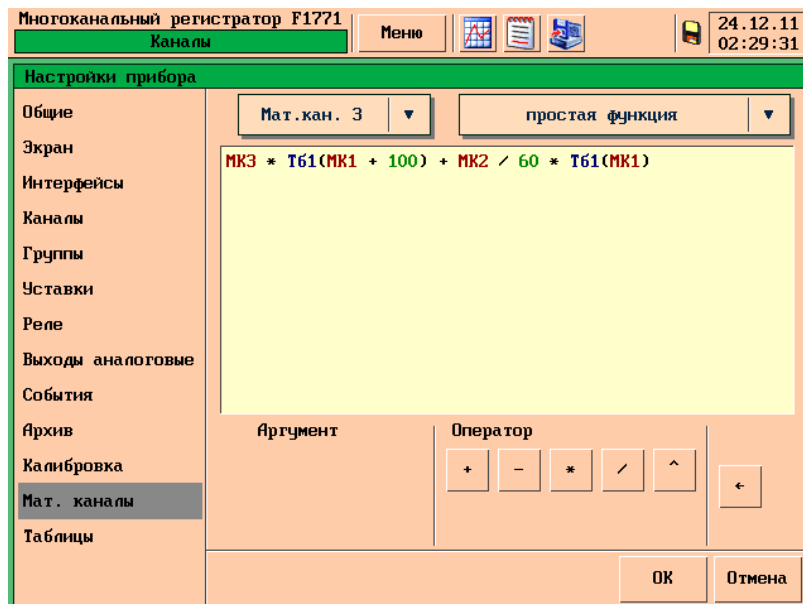 Многоканальный регистратор F1771
Каналы
Меню
24.12.11
02:29:31
Настройки прибора
Общие
Экран
Интерфейсы
Каналы
Группы
Уставки
Реле
Выходы аналоговые
События
Архив
Калибровка
Мат. каналы
Таблицы
Мат.кан. 3 ▼
простая функция ▼
МК3 * Тб1(МК1 + 100) + МК2 / 60 * Тб1(МК1)
Аргумент
Оператор
+ - * / ^
←
ОК
Отмена